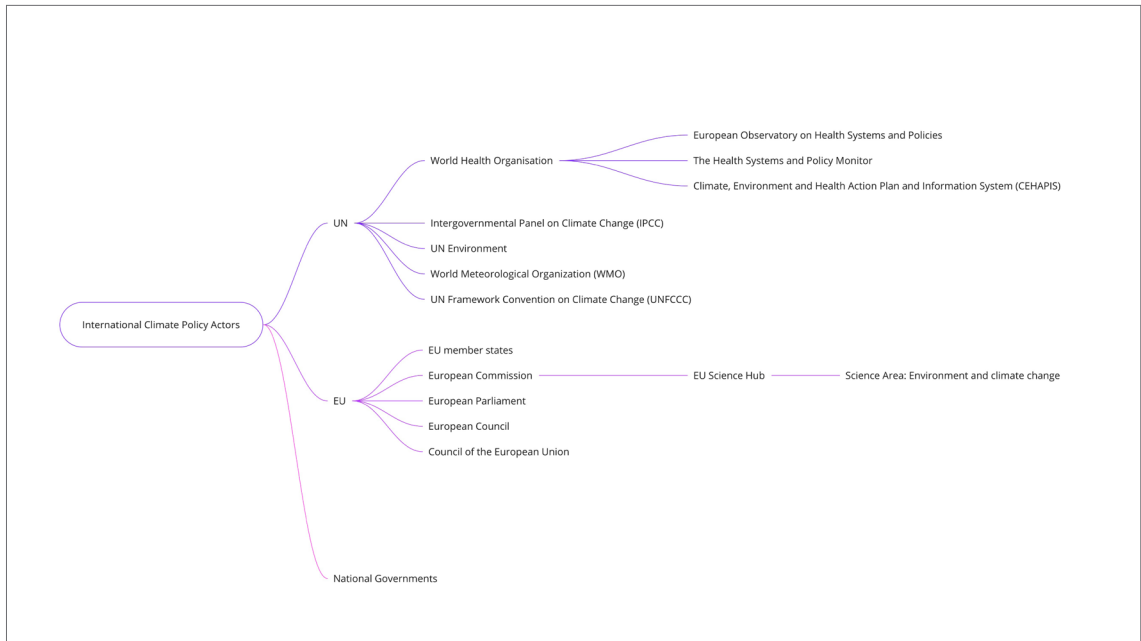 European Observatory on Health Systems and Policies
World Health Organisation
The Health Systems and Policy Monitor
Climate, Environment and Health Action Plan and Information System (CEHAPIS)
UN
Intergovernmental Panel on Climate Change (IPCC)
UN Environment
World Meteorological Organization (WMO)
UN Framework Convention on Climate Change (UNFCCC)
International Climate Policy Actors
EU member states
European Commission
EU Science Hub
Science Area: Environment and climate change
EU
European Parliament
European Council
Council of the European Union
National Governments